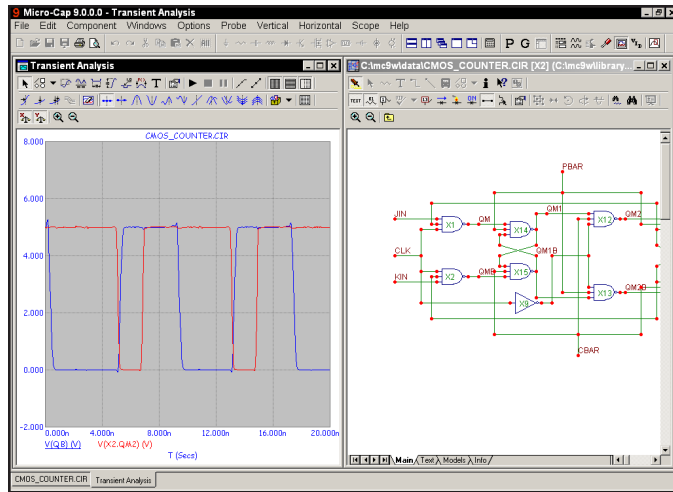 9 Micro-Cap 9.0.0.0 - Transient Analysis
File Edit Component Windows Options Probe Vertical Horizontal Scope Help
Transient Analysis
C:\mc9w\data\CMOS_COUNTER.CIR [X2] {C:\mc9w\library...
CMOS_COUNTER.CIR
8.000
6.000
4.000
2.000
0.000
-2.000
0.000n 4.000n 8.000n 12.000n 16.000n 20.000n
V(QB) (V) V(X2.QM2) (V)
T (Secs)
TEXT
PBAR
JIN
X1
QM
X14
QM1
X12
QM2
CLK
QM1B
KIN
X2
QMB
X15
X9
X13
QM2B
CBAR
Main Text Models Info
CMOS_COUNTER.CIR Transient Analysis